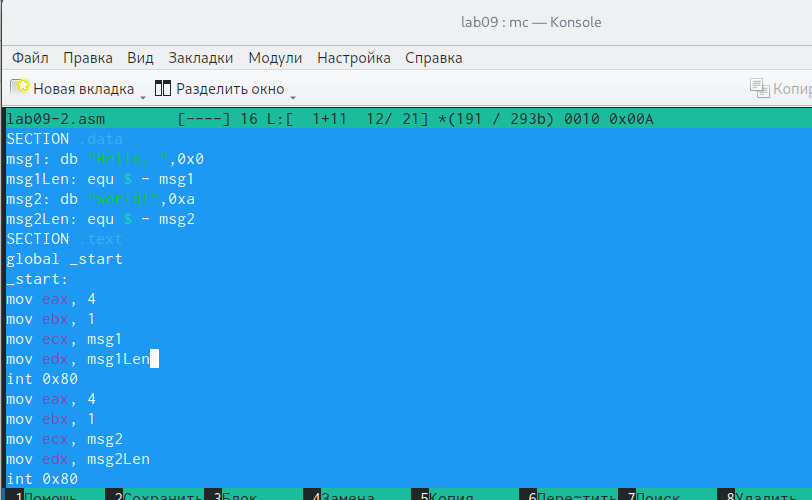 lab09 : mc — Konsole
Файл Правка Вид Закладки Модули Настройка Справка
Новая вкладка Разделить окно
lab09-2.asm [----] 16 L:[ 1+11 12/ 21] *(191 / 293b) 0010 0x00A
SECTION .data
msg1: db "Hello, ",0x0
msg1Len: equ $ - msg1
msg2: db "world!",0xa
msg2Len: equ $ - msg2
SECTION .text
global _start
_start:
mov eax, 4
mov ebx, 1
mov ecx, msg1
mov edx, msg1Len
int 0x80
mov eax, 4
mov ebx, 1
mov ecx, msg2
mov edx, msg2Len
int 0x80
1Помощь 2Сохранить 3Блок 4Замена 5Копия 6Пере~тить 7Поиск 8Удалить